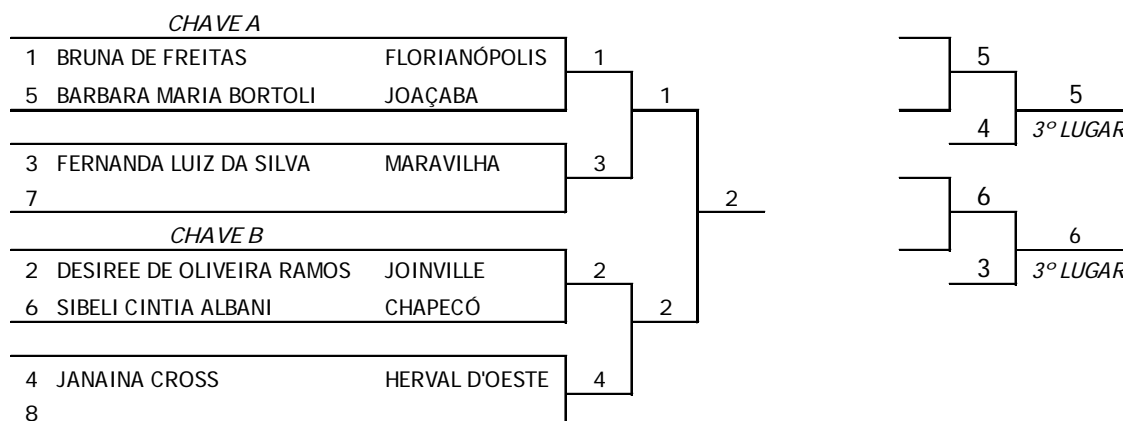 CHAVE A
1 BRUNA DE FREITAS FLORIANÓPOLIS 1 5
5 BARBARA MARIA BORTOLI JOAÇABA 1 5
4 3º LUGAR
3 FERNANDA LUIZ DA SILVA MARAVILHA 3
7 6
2
CHAVE B 6
2 DESIREE DE OLIVEIRA RAMOS JOINVILLE 2 3 3º LUGAR
6 SIBELI CINTIA ALBANI CHAPECÓ 2
4 JANAINA CROSS HERVAL D'OESTE 4
8